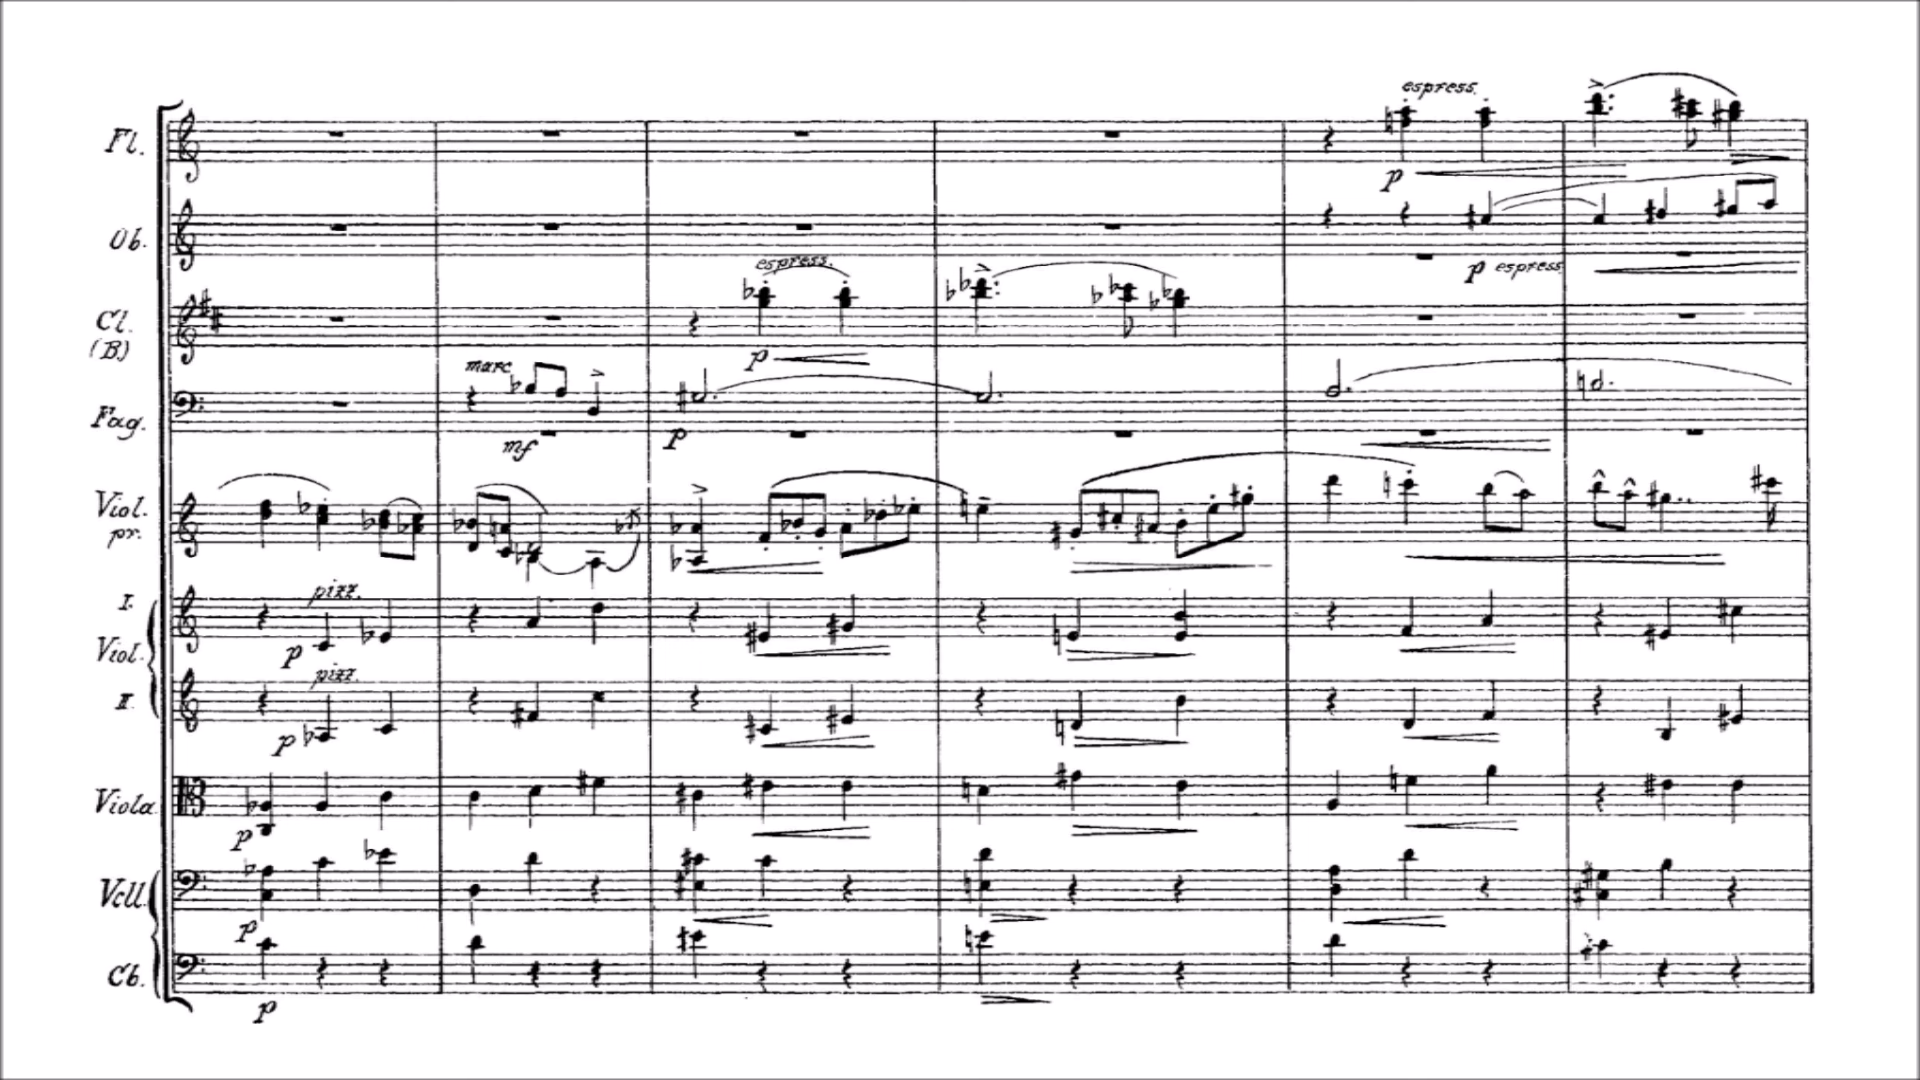 espress.
Fl.
p
Ob.
espress.
p espress.
Cl.
(B)
p
marc.
Fag.
mf
p
Viol.
pr.
pizz.
I.
p
Viol.
pizz.
II
p
Viola
p
Vcll.
p
Cb.
p